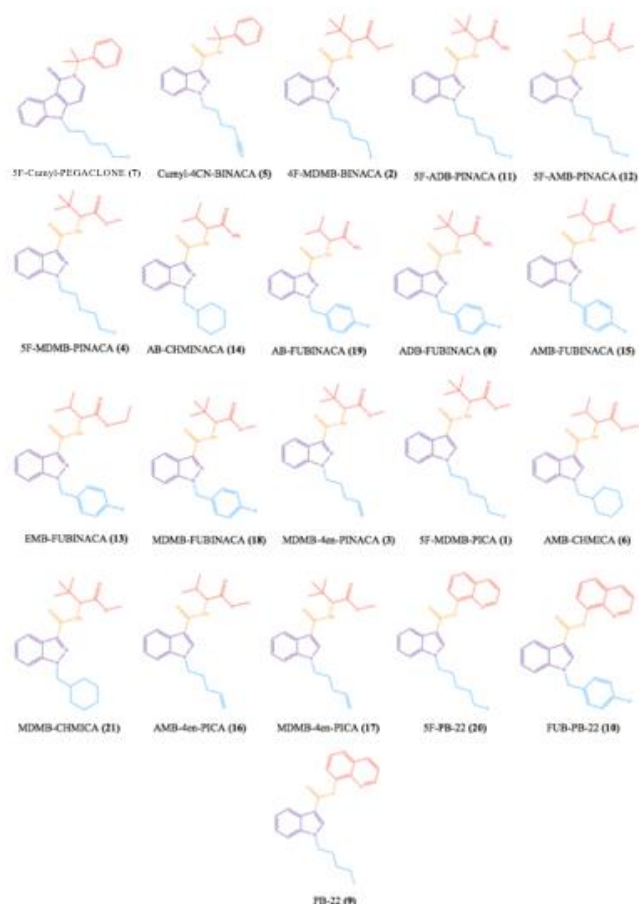 5F-Cumyl-PEGACLONE (7) Cumyl-4CN-BINACA (5) 4F-MDMB-BINACA (2) 5F-ADB-PINACA (11) 5F-AMB-PINACA (12)
5F-MDMB-PINACA (4) AB-CHMINACA (14) AB-FUBINACA (19) ADB-FUBINACA (8) AMB-FUBINACA (15)
EMB-FUBINACA (13) MDMB-FUBINACA (18) MDMB-4en-PINACA (3) 5F-MDMB-PICA (1) AMB-CHMICA (6)
MDMB-CHMICA (21) AMB-4en-PICA (16) MDMB-4en-PICA (17) 5F-PB-22 (20) FUB-PB-22 (10)
PB-22 (9)